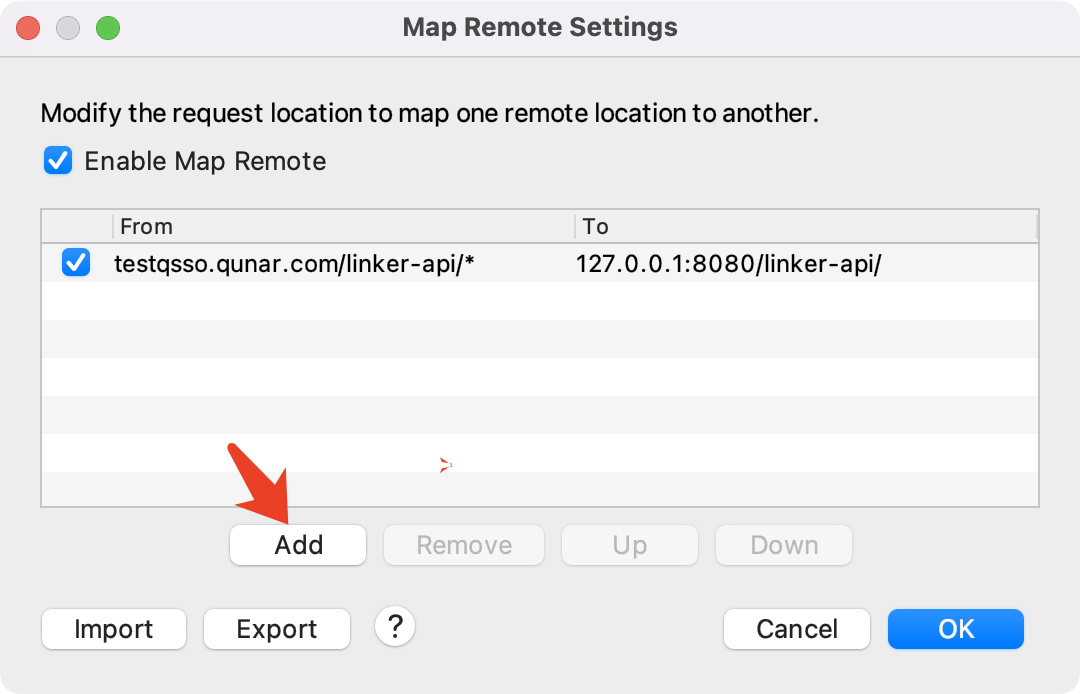 Map Remote Settings
Modify the request location to map one remote location to another.
Enable Map Remote
From To
testqsso.qunar.com/linker-api/* 127.0.0.1:8080/linker-api/
Add Remove Up Down
Import Export ? Cancel OK